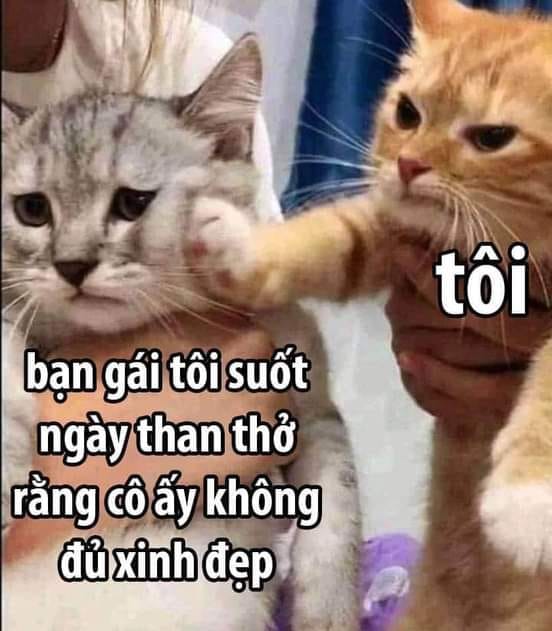 tôi
bạn gái tôi suốt
ngày than thở
rằng cô ấy không
đủ xinh đẹp